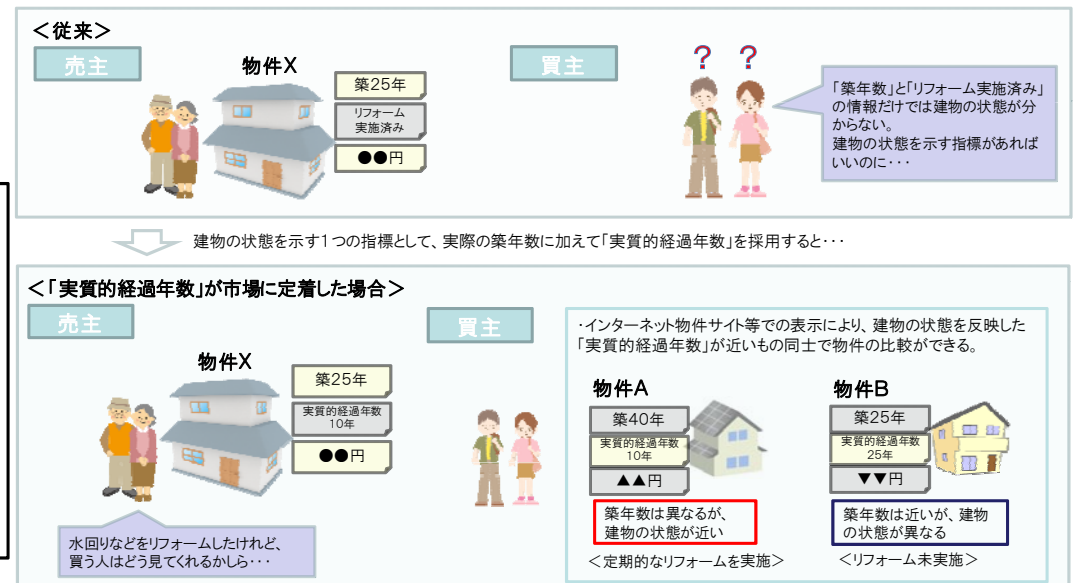 ＜従来＞
売主
物件X
築25年
リフォーム
実施済み
●●円
買主
？ ？
「築年数」と「リフォーム実施済み」
の情報だけでは建物の状態が分
からない。
建物の状態を示す指標があれば
いいのに・・・
建物の状態を示す1つの指標として、実際の築年数に加えて「実質的経過年数」を採用すると・・・
＜「実質的経過年数」が市場に定着した場合＞
売主
物件X
築25年
実質的経過年数
10年
●●円
水回りなどをリフォームしたけれど、
買う人はどう見てくれるかしら・・・
買主
・インターネット物件サイト等での表示により、建物の状態を反映した
「実質的経過年数」が近いもの同士で物件の比較ができる。
物件A
築40年
実質的経過年数
10年
▲▲円
築年数は異なるが、
建物の状態が近い
＜定期的なリフォームを実施＞
物件B
築25年
実質的経過年数
25年
▼▼円
築年数は近いが、建物
の状態が異なる
＜リフォーム未実施＞